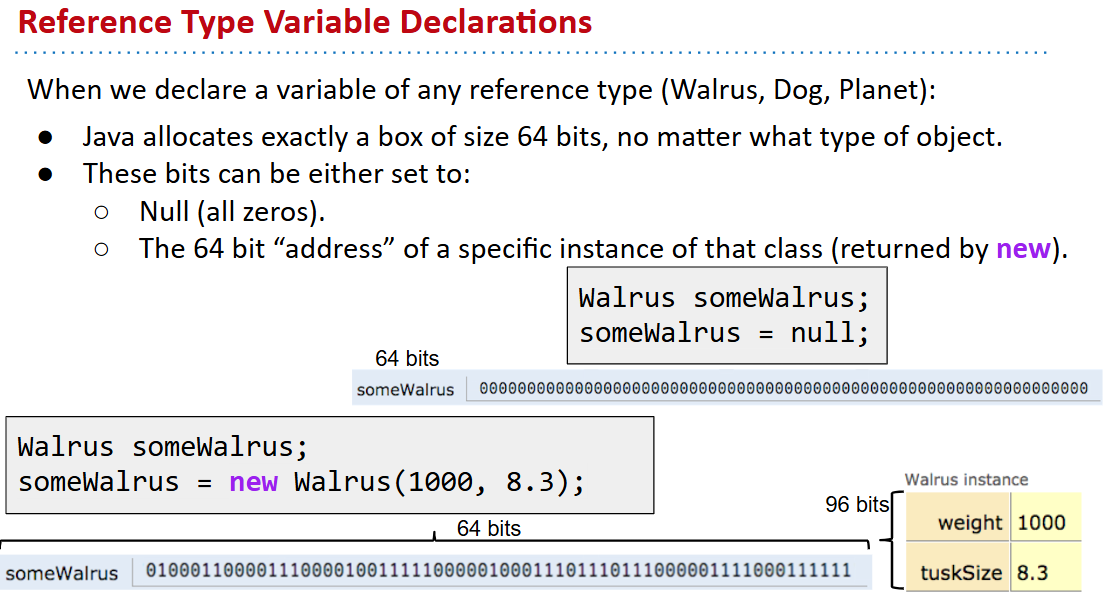 Reference Type Variable Declarations
When we declare a variable of any reference type (Walrus, Dog, Planet):
● Java allocates exactly a box of size 64 bits, no matter what type of object.
● These bits can be either set to:
○ Null (all zeros).
○ The 64 bit “address” of a specific instance of that class (returned by new).
Walrus someWalrus;
someWalrus = null;
64 bits
someWalrus 0000000000000000000000000000000000000000000000000000000000000000
Walrus someWalrus;
someWalrus = new Walrus(1000, 8.3);
64 bits
someWalrus 01000110000111000010011111100000100011101110111000001111000111111
96 bits
Walrus instance
weight 1000
tuskSize 8.3